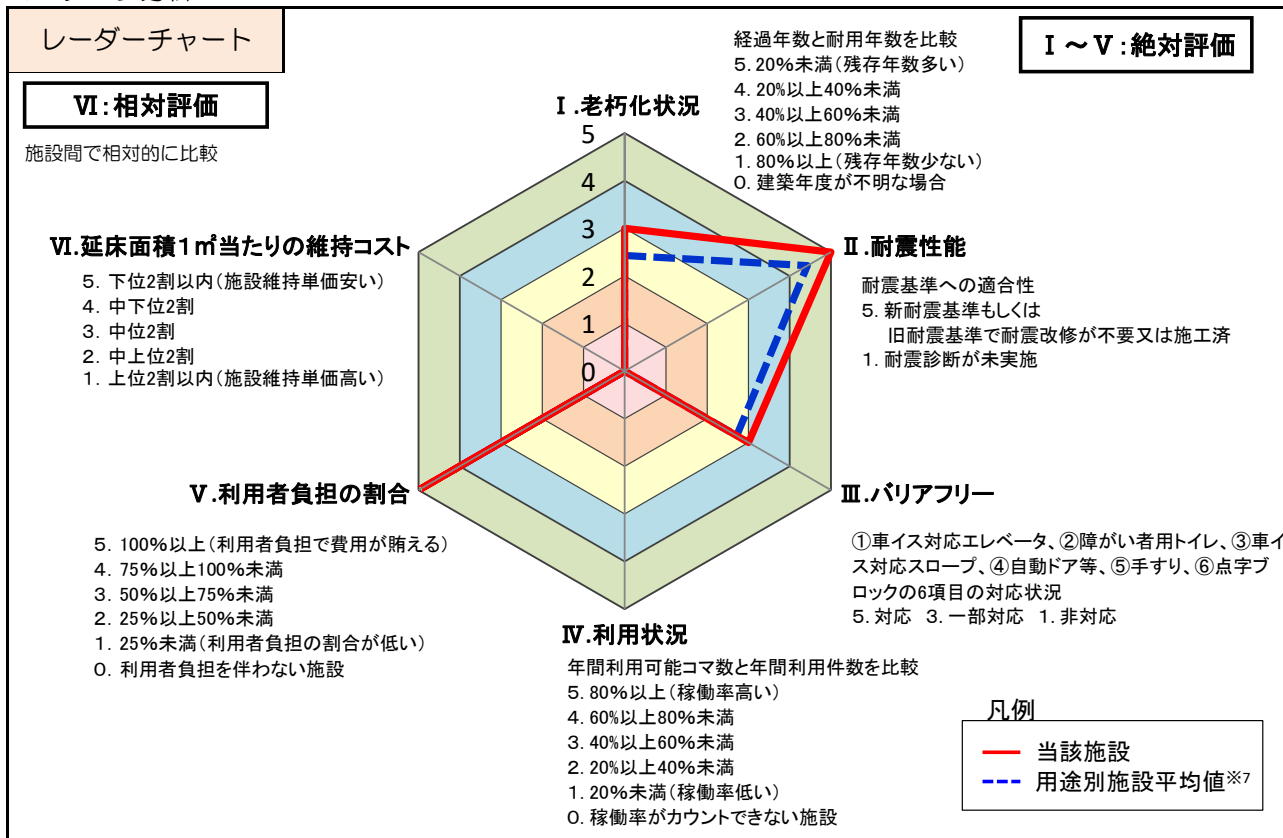 レーダーチャート
Ⅰ ～ Ⅴ :絶対評価
Ⅵ:相対評価
施設間で相対的に比較
経過年数と耐用年数を比較
5. 20%未満(残存年数多い)
4. 20%以上40%未満
3. 40%以上60%未満
2. 60%以上80%未満
1. 80%以上(残存年数少ない)
0. 建築年度が不明な場合
Ⅰ.老朽化状況
5
4
3
2
1
0
Ⅱ.耐震性能
耐震基準への適合性
5. 新耐震基準もしくは
旧耐震基準で耐震改修が不要又は施工済
1. 耐震診断が未実施
Ⅵ.延床面積1㎡当たりの維持コスト
5. 下位2割以内(施設維持単価安い)
4. 中下位2割
3. 中位2割
2. 中上位2割
1. 上位2割以内(施設維持単価高い)
Ⅴ.利用者負担の割合
5. 100%以上(利用者負担で費用が賄える)
4. 75%以上100%未満
3. 50%以上75%未満
2. 25%以上50%未満
1. 25%未満(利用者負担の割合が低い)
0. 利用者負担を伴わない施設
Ⅲ.バリアフリー
①車イス対応エレベータ、②障がい者用トイレ、③車イ
ス対応スロープ、④自動ドア等、⑤手すり、⑥点字ブ
ロックの6項目の対応状況
5. 対応 3. 一部対応 1. 非対応
Ⅳ.利用状況
年間利用可能コマ数と年間利用件数を比較
5. 80%以上(稼働率高い)
4. 60%以上80%未満
3. 40%以上60%未満
2. 20%以上40%未満
1. 20%未満(稼働率低い)
0. 稼働率がカウントできない施設
凡例
当該施設
用途別施設平均値※7